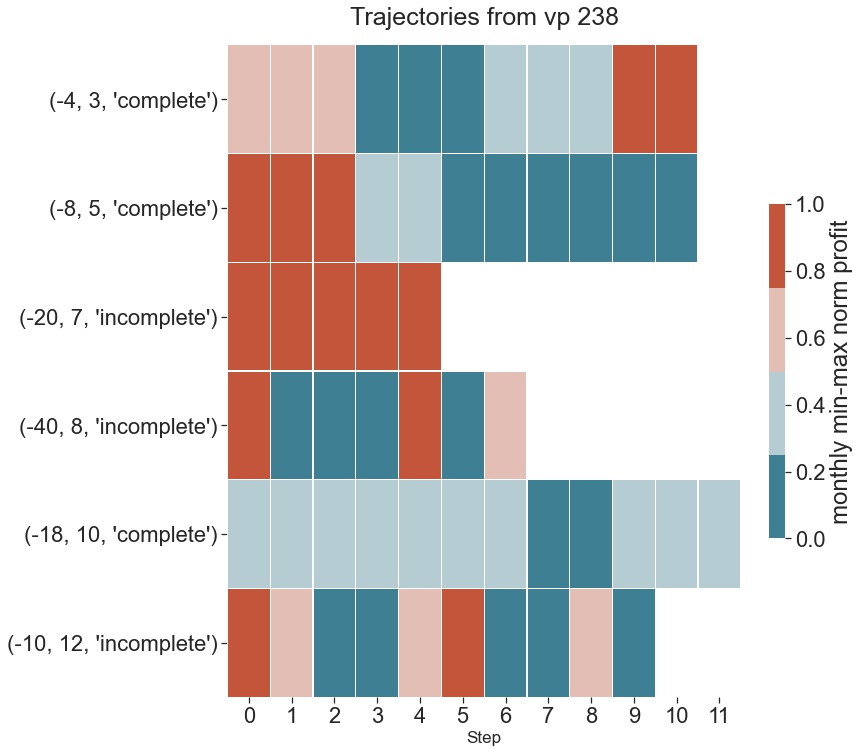 Trajectories from vp 238
(-4, 3, 'complete')
(-8, 5, 'complete')
(-20, 7, 'incomplete')
(-40, 8, 'incomplete')
(-18, 10, 'complete')
(-10, 12, 'incomplete')
0 1 2 3 4 5 6 7 8 9 10 11
Step
1.0
0.8
0.6
0.4
0.2
0.0
monthly min-max norm profit